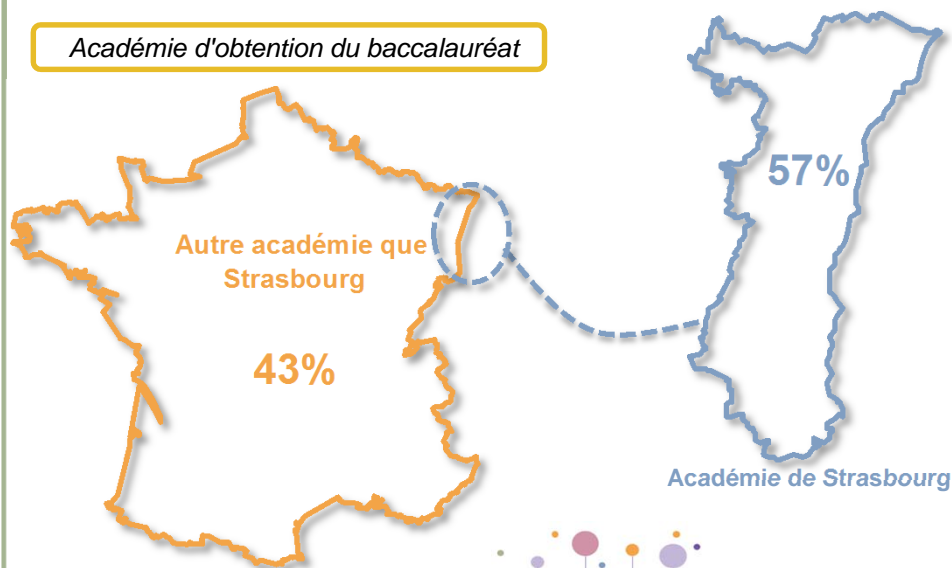 Académie d'obtention du baccalauréat
57%
Autre académie que
Strasbourg
43%
Académie de Strasbourg